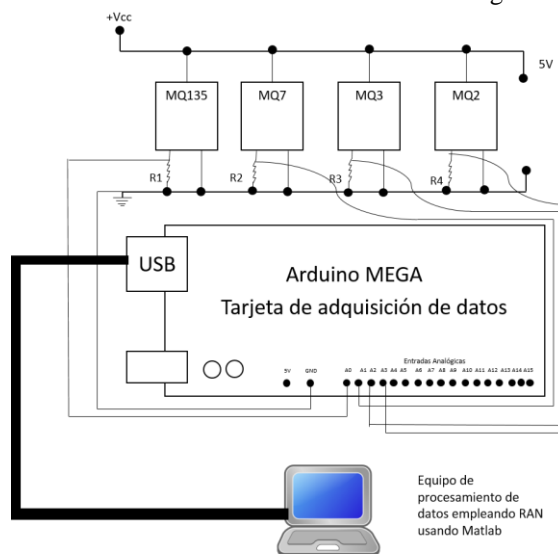 +Vcc
5V
MQ135
MQ7
MQ3
MQ2
R1
R2
R3
R4
USB
Arduino MEGA
Tarjeta de adquisición de datos
Entradas Analógicas
5V GND A0 A1 A2 A3 A4 A5 A6 A7 A8 A9 A10 A11 A12 A13 A14 A15
Equipo de
procesamiento de
datos empleando RAN
usando Matlab